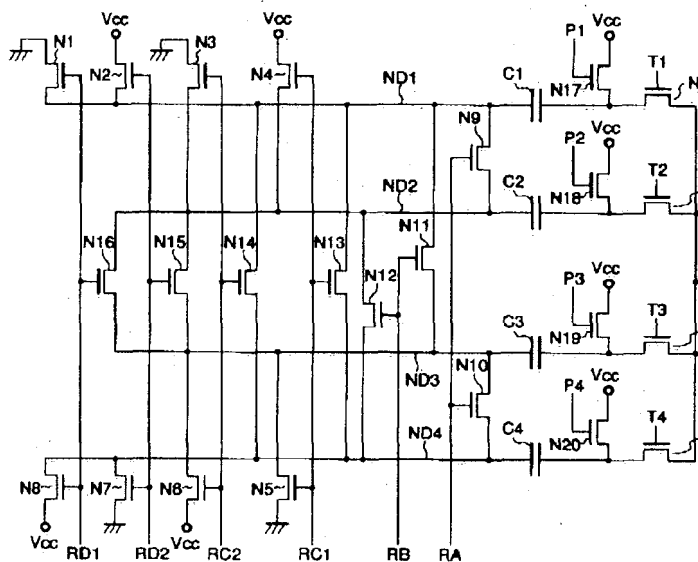 Vcc Vcc P1 Vcc
N1 N3 T1
N2~ N4~ ND1 C1 N17 N
N9 Vcc
P2
ND2 C2 N18 T2
N16 N15 N14 N13 N12 N11
P3 Vcc
C3 N19 T3
ND3 N10 Vcc
P4
ND4 C4 N20 T4
N8~ N7~ N6~ N5~
Vcc Vcc
RD1 RD2 RC2 RC1 RB RA